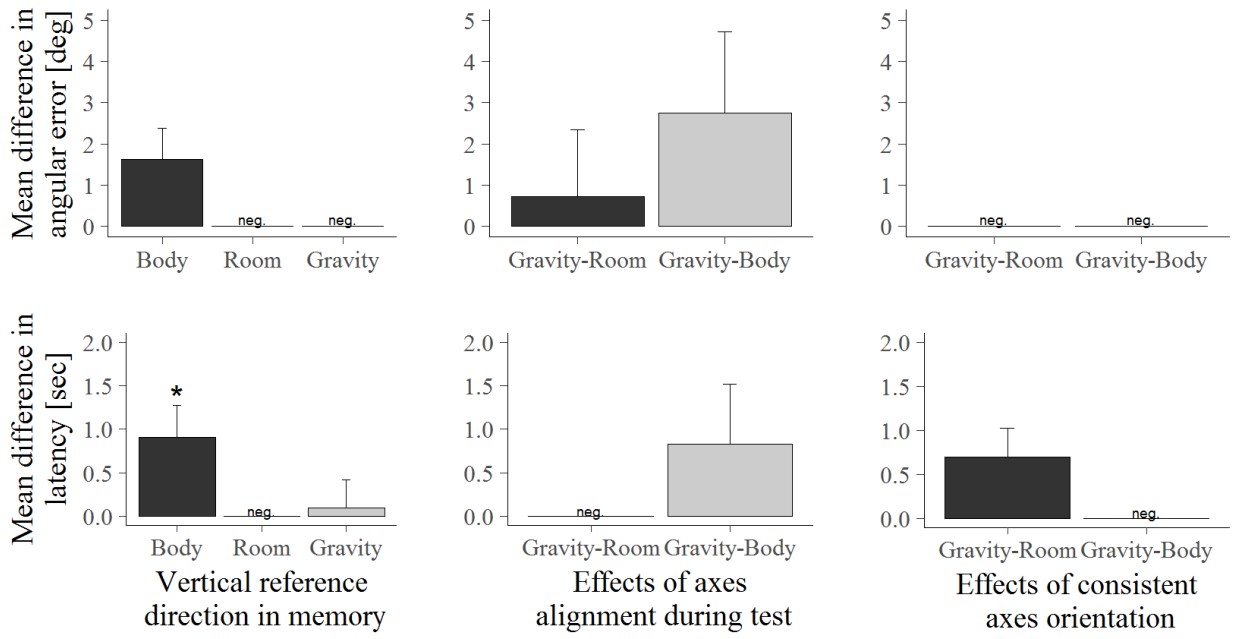 Mean difference in
angular error [deg]
5
4
3
2
1
0
neg.
neg.
Body Room Gravity
5
4
3
2
1
0
Gravity-Room Gravity-Body
5
4
3
2
1
0
neg.
neg.
Gravity-Room Gravity-Body
Mean difference in
latency [sec]
2.0
1.5
1.0
0.5
0.0
*
neg.
Body Room Gravity
Vertical reference
direction in memory
2.0
1.5
1.0
0.5
0.0
neg.
Gravity-Room Gravity-Body
Effects of axes
alignment during test
2.0
1.5
1.0
0.5
0.0
neg.
Gravity-Room Gravity-Body
Effects of consistent
axes orientation